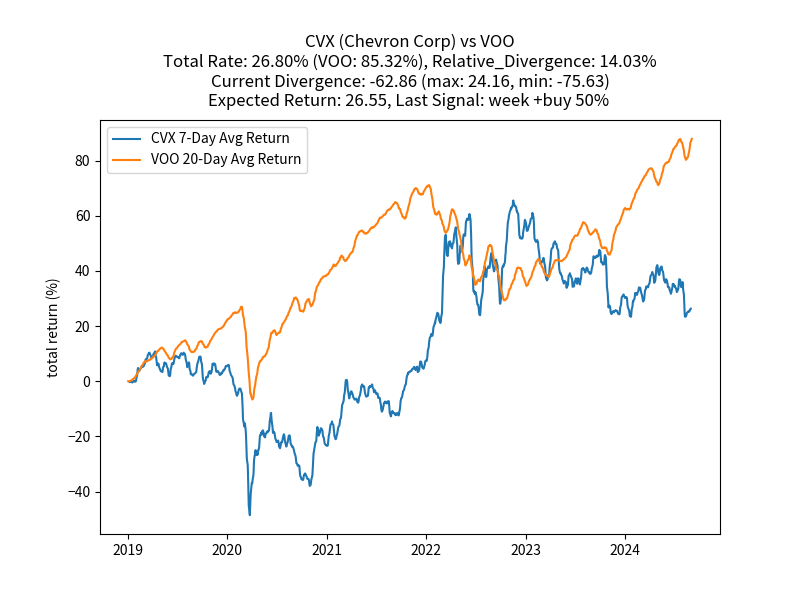 CVX (Chevron Corp) vs VOO
Total Rate: 26.80% (VOO: 85.32%), Relative_Divergence: 14.03%
Current Divergence: -62.86 (max: 24.16, min: -75.63)
Expected Return: 26.55, Last Signal: week +buy 50%
CVX 7-Day Avg Return
VOO 20-Day Avg Return
total return (%)
80
60
40
20
0
−20
−40
2019
2020
2021
2022
2023
2024